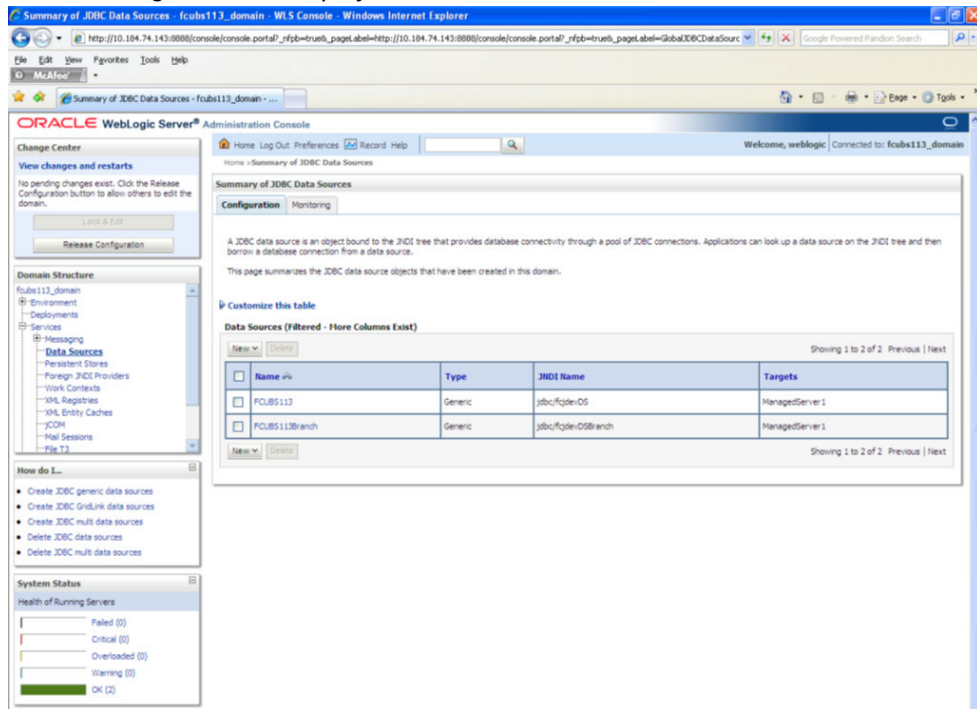 Summary of JDBC Data Sources - fcubs113_domain - WLS Console - Windows Internet Explorer
http://10.184.74.143:8888/console/console.portal?_nfpb=true&_pageLabel=http://10.184.74.143:8888/console/console.portal?_nfpb=true&_pageLabel=GlobalJDBCDataSourc
Google Powered Pandion Search
File Edit View Favorites Tools Help
McAfee
Summary of JDBC Data Sources - fcubs113_domain - ...
Page Tools
ORACLE WebLogic Server® Administration Console
Change Center
View changes and restarts
No pending changes exist. Click the Release
Configuration button to allow others to edit the
domain.
Lock & Edit
Release Configuration
Domain Structure
fcubs113_domain
Environment
Deployments
Services
Messaging
Data Sources
Persistent Stores
Foreign JNDI Providers
Work Contexts
XML Registries
XML Entity Caches
jCOM
Mail Sessions
File T3
How do I...
Create JDBC generic data sources
Create JDBC GridLink data sources
Create JDBC multi data sources
Delete JDBC data sources
Delete JDBC multi data sources
System Status
Health of Running Servers
Failed (0)
Critical (0)
Overloaded (0)
Warning (0)
OK (2)
Home Log Out Preferences Record Help
Welcome, weblogic Connected to: fcubs113_domain
Home >Summary of JDBC Data Sources
Summary of JDBC Data Sources
Configuration Monitoring
A JDBC data source is an object bound to the JNDI tree that provides database connectivity through a pool of JDBC connections. Applications can look up a data source on the JNDI tree and then
borrow a database connection from a data source.
This page summarizes the JDBC data source objects that have been created in this domain.
Customize this table
Data Sources (Filtered - More Columns Exist)
New Delete Showing 1 to 2 of 2 Previous | Next
Name Type JNDI Name Targets
FCUBS113 Generic jdbc/fcjdevDS ManagedServer1
FCUBS113Branch Generic jdbc/fcjdevDSBranch ManagedServer1
New Delete Showing 1 to 2 of 2 Previous | Next